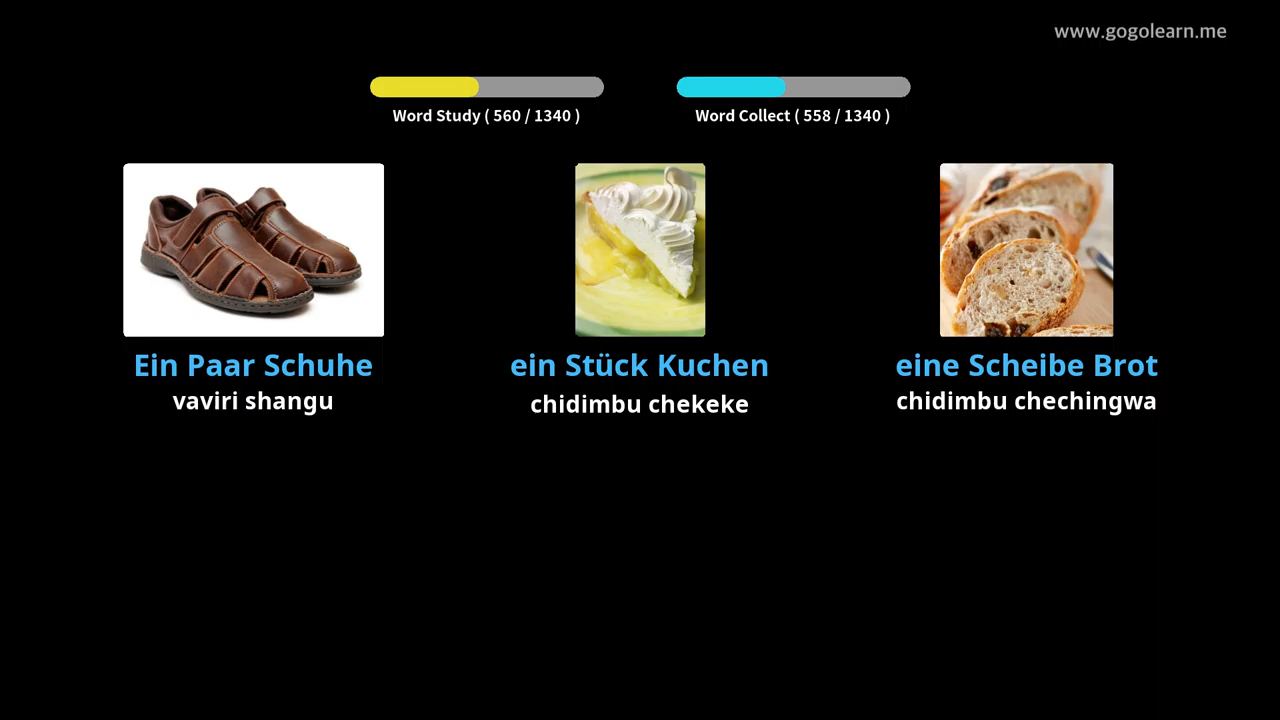 www.gogolearn.me
Word Study ( 560 / 1340 )
Word Collect ( 558 / 1340 )
Ein Paar Schuhe
vaviri shangu
ein Stück Kuchen
chidimbu chekeke
eine Scheibe Brot
chidimbu chechingwa